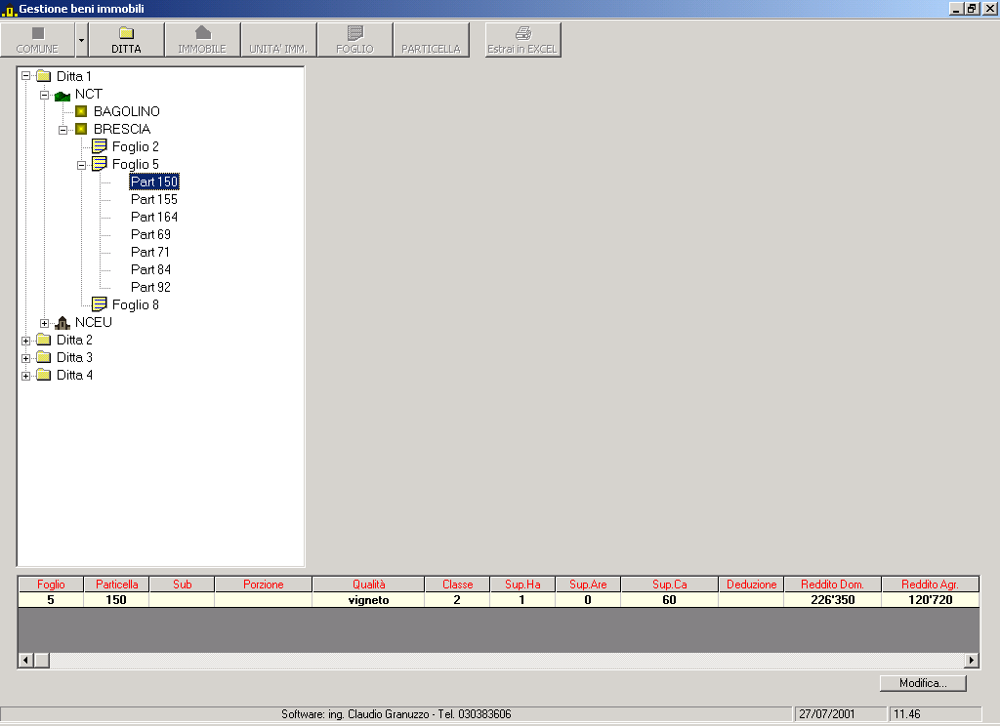 Gestione beni immobili
COMUNE DITTA IMMOBILE UNITA' IMM. FOGLIO PARTICELLA Estrai in EXCEL
Ditta 1
NCT
BAGOLINO
BRESCIA
Foglio 2
Foglio 5
Part 150
Part 155
Part 164
Part 69
Part 71
Part 84
Part 92
Foglio 8
NCEU
Ditta 2
Ditta 3
Ditta 4
Foglio Particella Sub Porzione Qualità Classe Sup.Ha Sup.Are Sup.Ca Deduzione Reddito Dom. Reddito Agr.
5 150 vigneto 2 1 0 60 226'350 120'720
Modifica...
Software: ing. Claudio Granuzzo - Tel. 030383606 27/07/2001 11.46